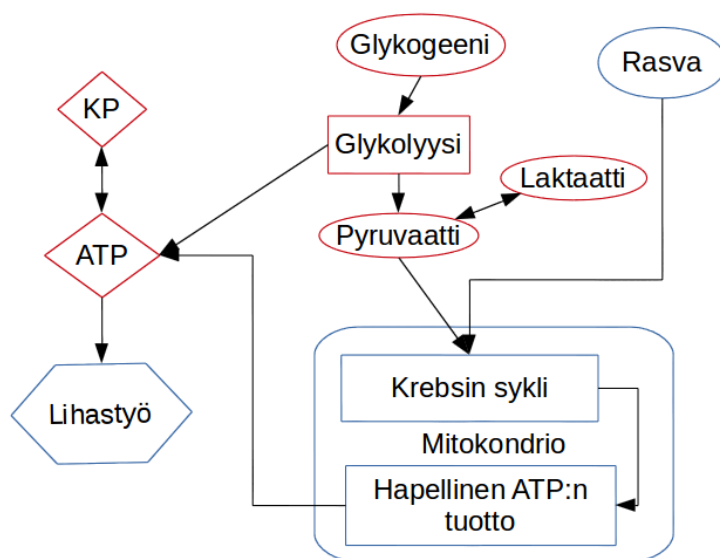 Glykogeeni
Rasva
KP
Glykolyysi
Laktaatti
Pyruvaatti
ATP
Krebsin sykli
Lihastyö
Mitokondrio
Hapellinen ATP:n
tuotto